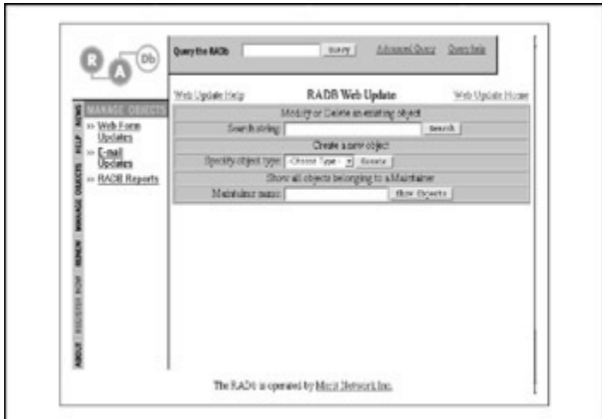 R A Db
Query the RADb Query Advanced Query Query help
Web Update Help RADB Web Update Web Update Home
MANAGE OBJECTS
Modify or Delete an existing object
» Web Form Updates
Search string: Search
Create a new object
» E-mail Updates
Specify object type: -Choose Type- Create
» RADB Reports
Show all objects belonging to a Maintainer
Maintainer name: Show Objects
ABOUT REGISTER NOW RENEW MANAGE OBJECTS HELP NEWS
The RADb is operated by Merit Network Inc.